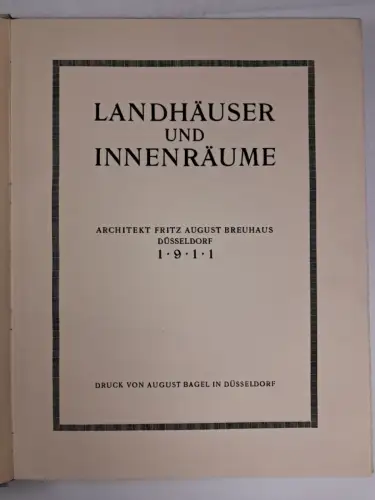 LANDHÄUSER
UND
INNENRÄUME
ARCHITEKT FRITZ AUGUST BREUHAUS
DÜSSELDORF
1·9·1·1
DRUCK VON AUGUST BAGEL IN DÜSSELDORF